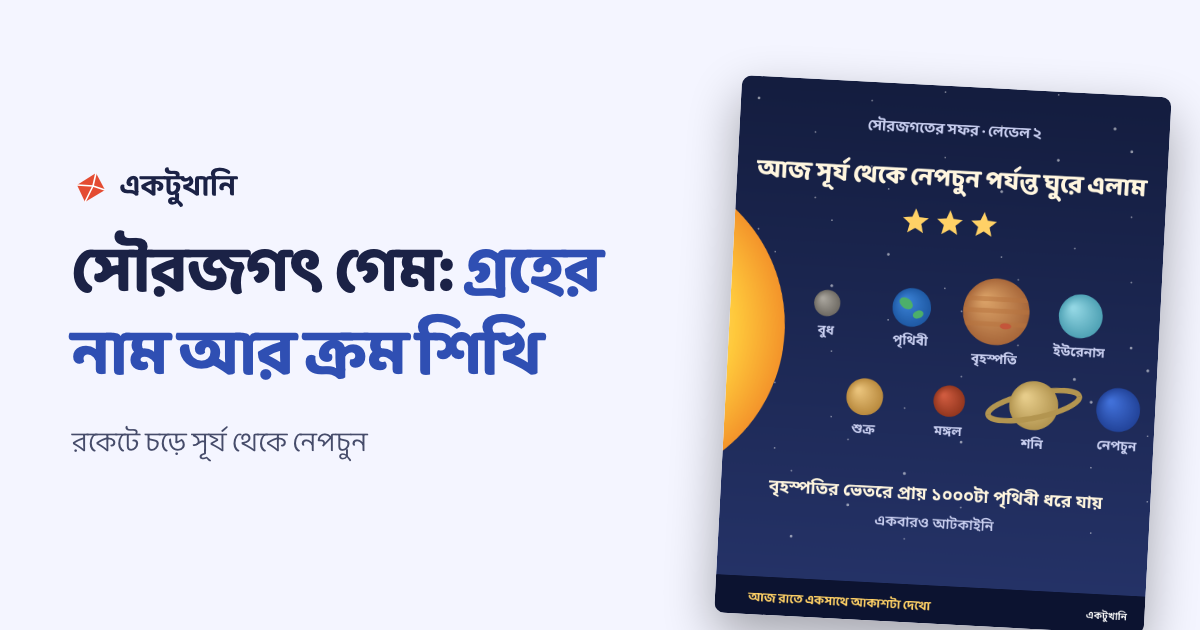 একটুখানি
সৌরজগৎ গেম: গ্রহের
নাম আর ক্রম শিখি
রকেটে চড়ে সূর্য থেকে নেপচুন
সৌরজগতের সফর · লেভেল ২
আজ সূর্য থেকে নেপচুন পর্যন্ত ঘুরে এলাম
বুধ
পৃথিবী
বৃহস্পতি
ইউরেনাস
শুক্র
মঙ্গল
শনি
নেপচুন
বৃহস্পতির ভেতরে প্রায় ১০০০টা পৃথিবী ধরে যায়
একবারও আটকাইনি
আজ রাতে একসাথে আকাশটা দেখো
একটুখানি